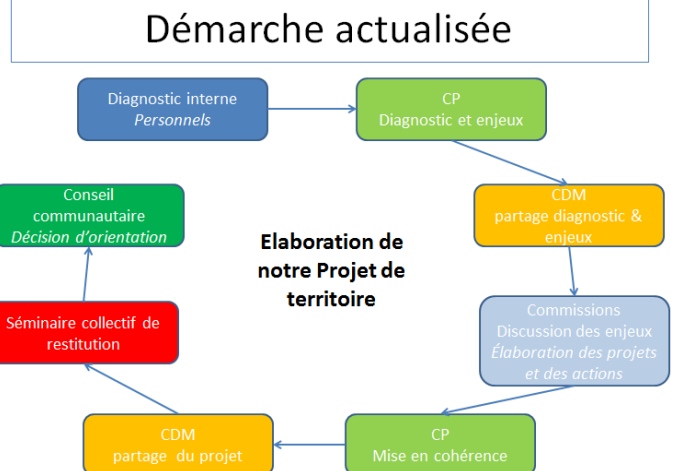 Démarche actualisée
Diagnostic interne
Personnels
CP
Diagnostic et enjeux
CDM
partage diagnostic &
enjeux
Commissions
Discussion des enjeux
Élaboration des projets
et des actions
CP
Mise en cohérence
CDM
partage du projet
Séminaire collectif de
restitution
Conseil
communautaire
Décision d'orientation
Elaboration de
notre Projet de
territoire